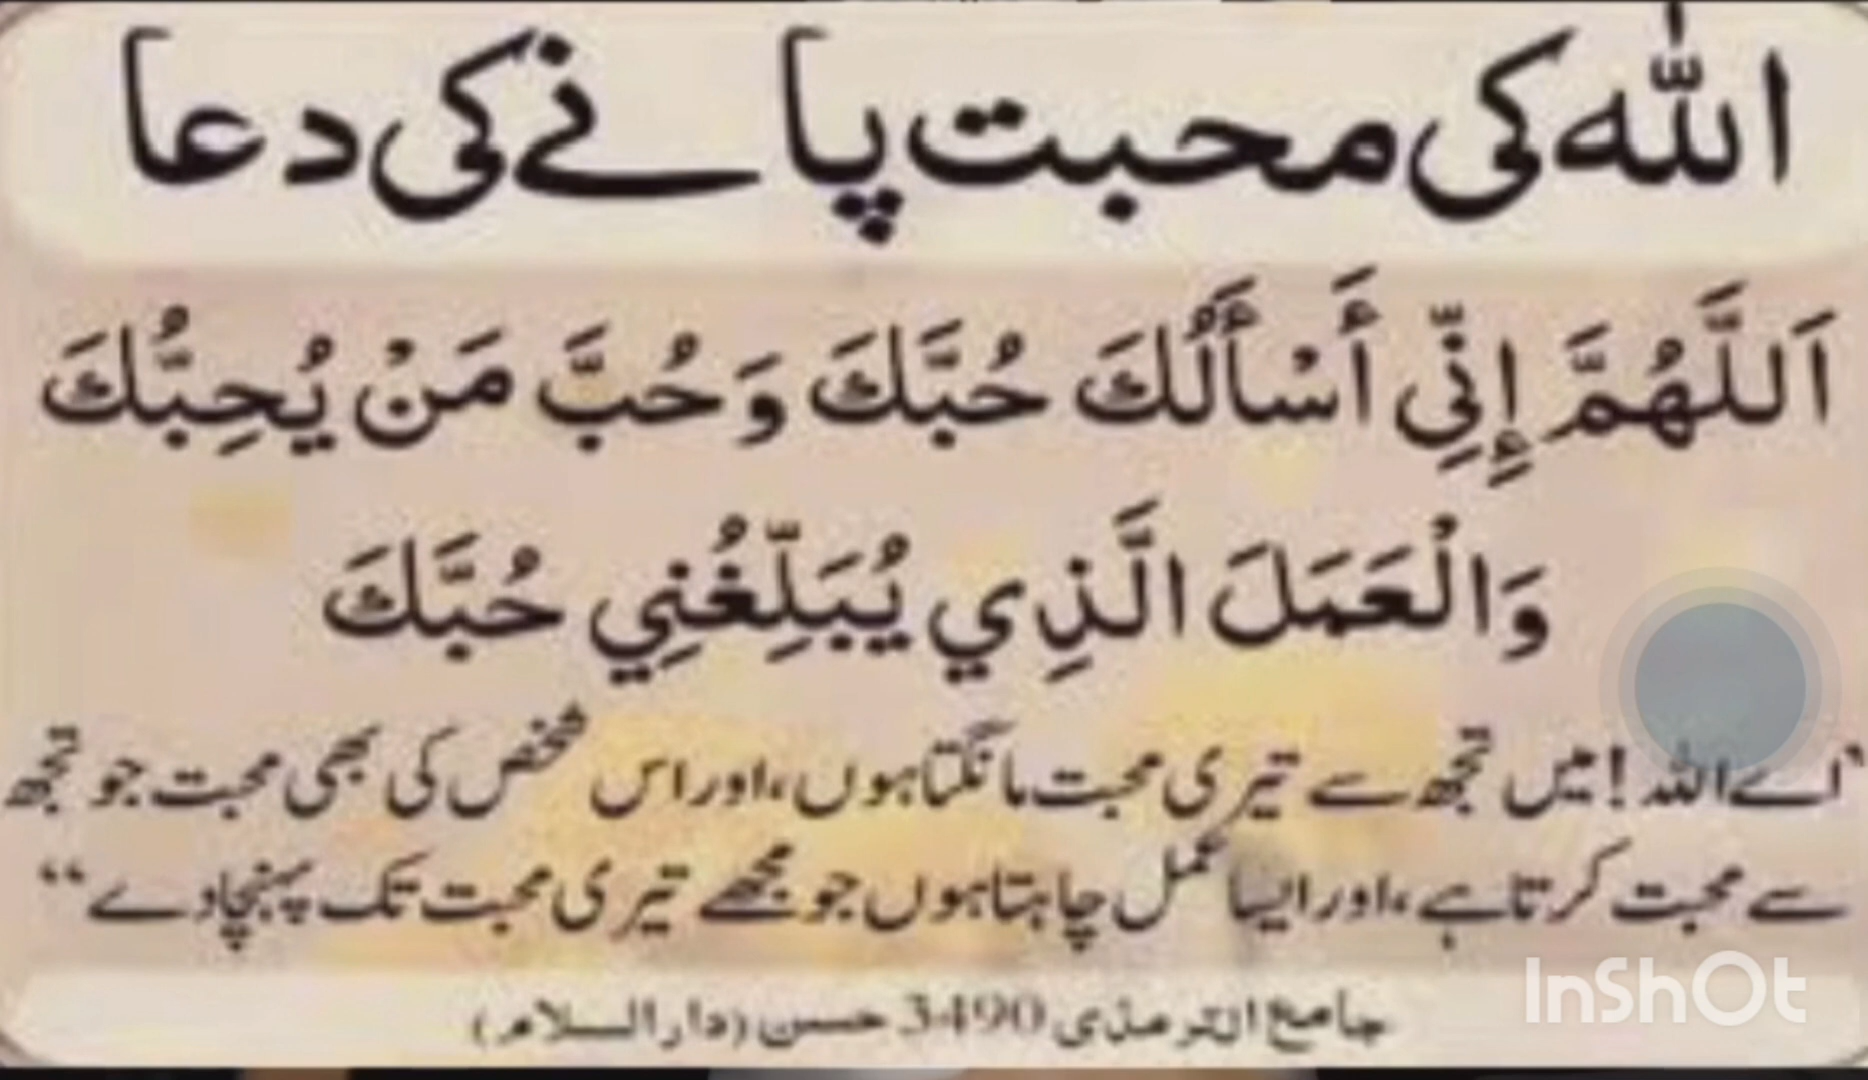 اللہ کی محبت پانے کی دعا
اَللَّهُمَّ إِنِّي أَسْأَلُكَ حُبَّكَ وَحُبَّ مَنْ يُحِبُّكَ
وَالْعَمَلَ الَّذِي يُبَلِّغُنِي حُبَّكَ
‘‘اے اللہ! میں تجھ سے تیری محبت مانگتا ہوں، اور اس شخص کی بھی محبت جو تجھ
سے محبت کرتا ہے، اور ایسا عمل چاہتا ہوں جو مجھے تیری محبت تک پہنچا دے‘‘
جامع الترمذی 3490 حسن (دار السلام)
InShOt